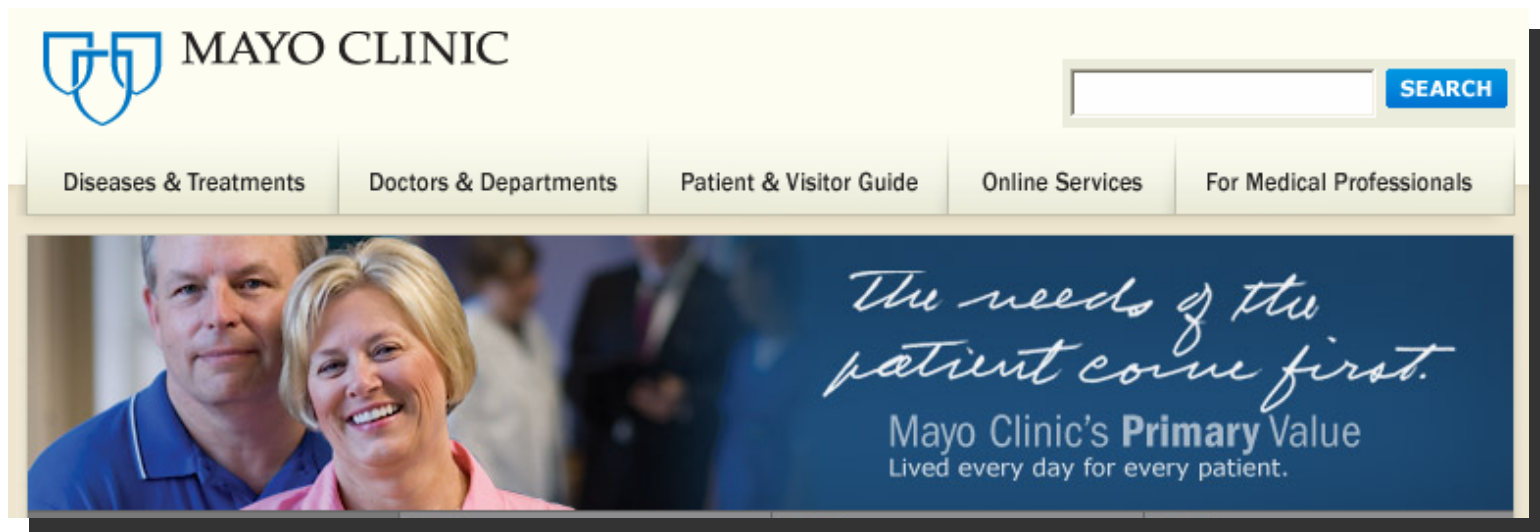 MAYO CLINIC
SEARCH
Diseases & Treatments
Doctors & Departments
Patient & Visitor Guide
Online Services
For Medical Professionals
The needs of the
patient come first.
Mayo Clinic's Primary Value
Lived every day for every patient.